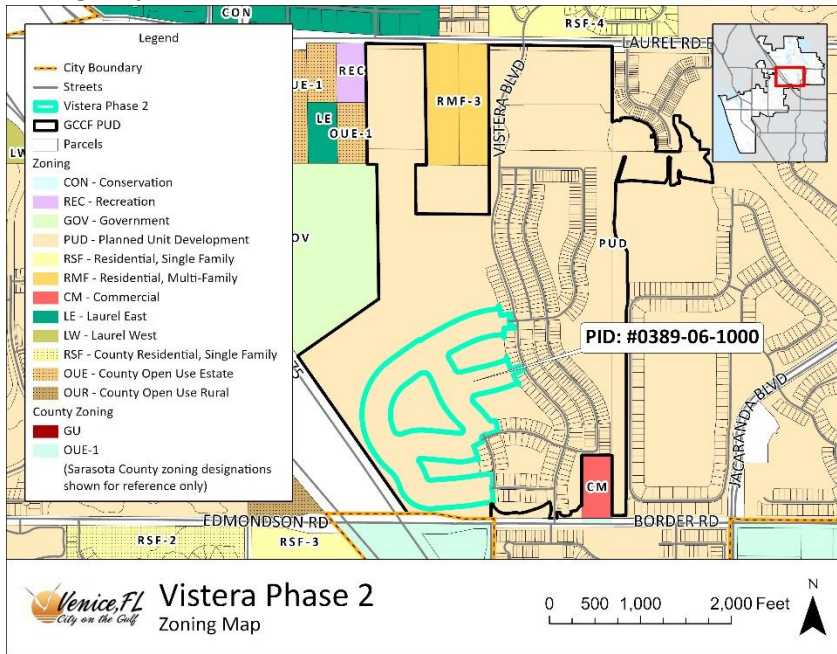 CON
RSF-4
Legend
LAUREL RD E
City Boundary
Streets
Vistera Phase 2
GCCF PUD
Parcels
Zoning
CON - Conservation
REC - Recreation
GOV - Government
PUD - Planned Unit Development
RSF - Residential, Single Family
RMF - Residential, Multi-Family
CM - Commercial
LE - Laurel East
LW - Laurel West
RSF - County Residential, Single Family
OUE - County Open Use Estate
OUR - County Open Use Rural
County Zoning
GU
OUE-1
(Sarasota County zoning designations
shown for reference only)
UE-1
REC
LE
OUE-1
RMF-3
VISTERA BLVD
LW
OV
PUD
PID: #0389-06-1000
75
JACARANDA BLVD
CM
EDMONDSON RD
BORDER RD
RSF-2
RSF-3
Venice, FL
City on the Gulf
Vistera Phase 2
Zoning Map
0 500 1,000 2,000 Feet
N